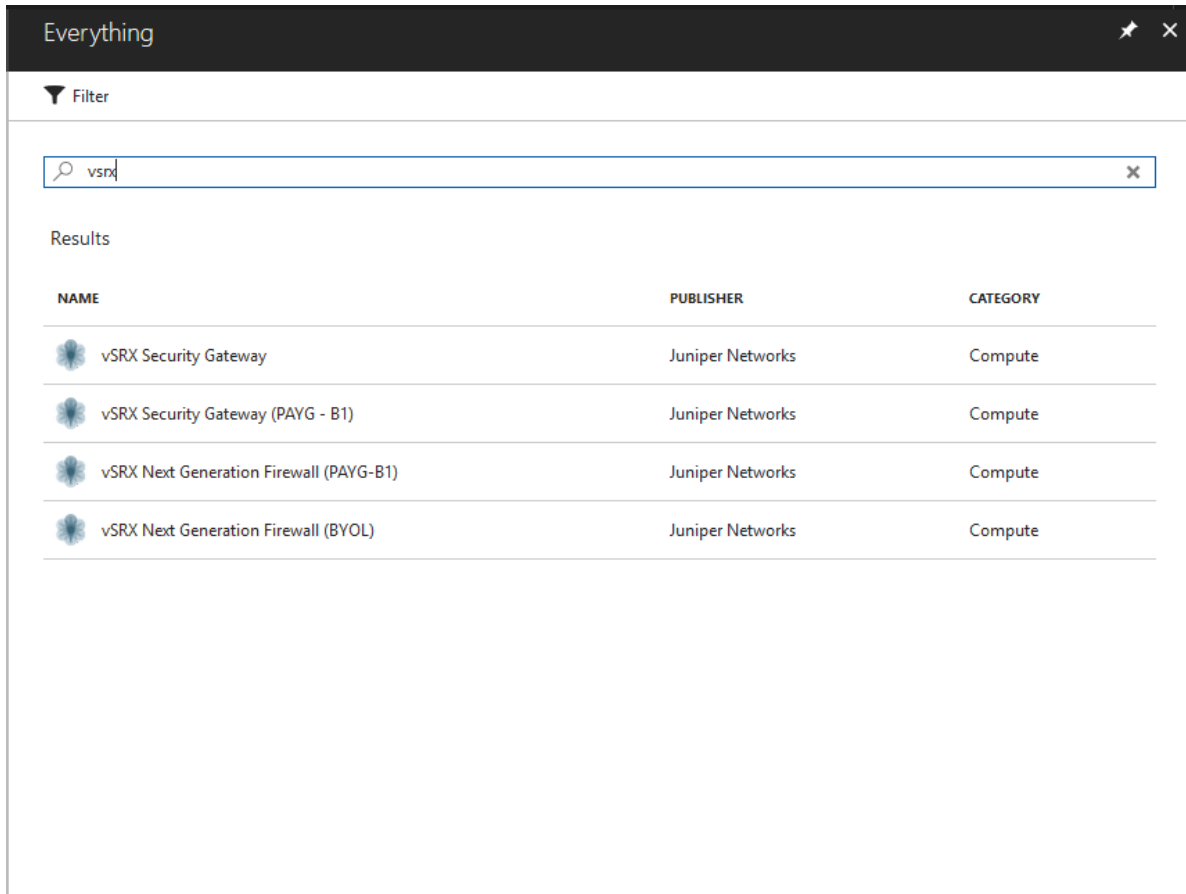 Everything
Filter
vsrx
Results
NAME PUBLISHER CATEGORY
vSRX Security Gateway Juniper Networks Compute
vSRX Security Gateway (PAYG - B1) Juniper Networks Compute
vSRX Next Generation Firewall (PAYG-B1) Juniper Networks Compute
vSRX Next Generation Firewall (BYOL) Juniper Networks Compute